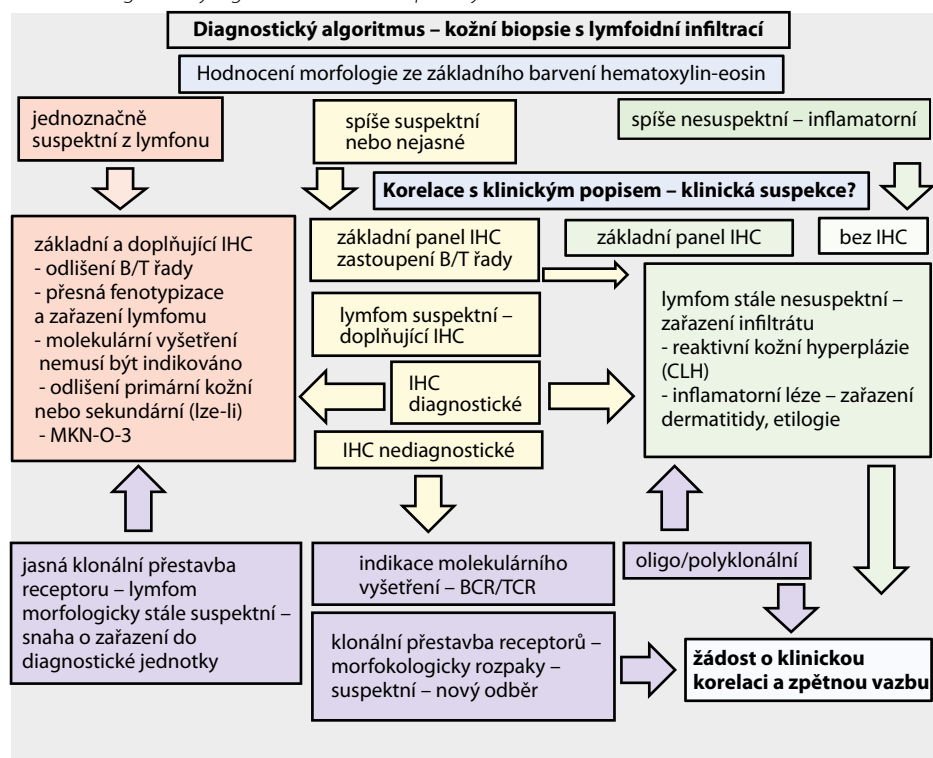 Diagnostický algoritmus – kožní biopsie s lymfoidní infiltrací
Hodnocení morfologie ze základního barvení hematoxylin-eosin
jednoznačně
suspektní z lymfonu
spíše suspektní
nebo nejasné
spíše nesuspektní – inflamatorní
Korelace s klinickým popisem – klinická suspekce?
základní a doplňující IHC
- odlišení B/T řady
- přesná fenotypizace
a zařazení lymfomu
- molekulární vyšetření
nemusí být indikováno
- odlišení primární kožní
nebo sekundární (lze-li)
- MKN-O-3
základní panel IHC
zastoupení B/T řady
základní panel IHC
bez IHC
lymfom suspektní –
doplňující IHC
IHC
diagnostické
IHC nediagnostické
lymfom stále nesuspektní –
zařazení infiltrátu
- reaktivní kožní hyperplázie
(CLH)
- inflamatorní léze – zařazení
dermatitidy, etilogie
jasná klonální přestavba
receptoru – lymfom
morfologicky stále suspektní –
snaha o zařazení do
diagnostické jednotky
indikace molekulárního
vyšetření – BCR/TCR
oligo/polyklonální
klonální přestavba receptorů –
morfokologicky rozpaky –
suspektní – nový odběr
žádost o klinickou
korelaci a zpětnou vazbu